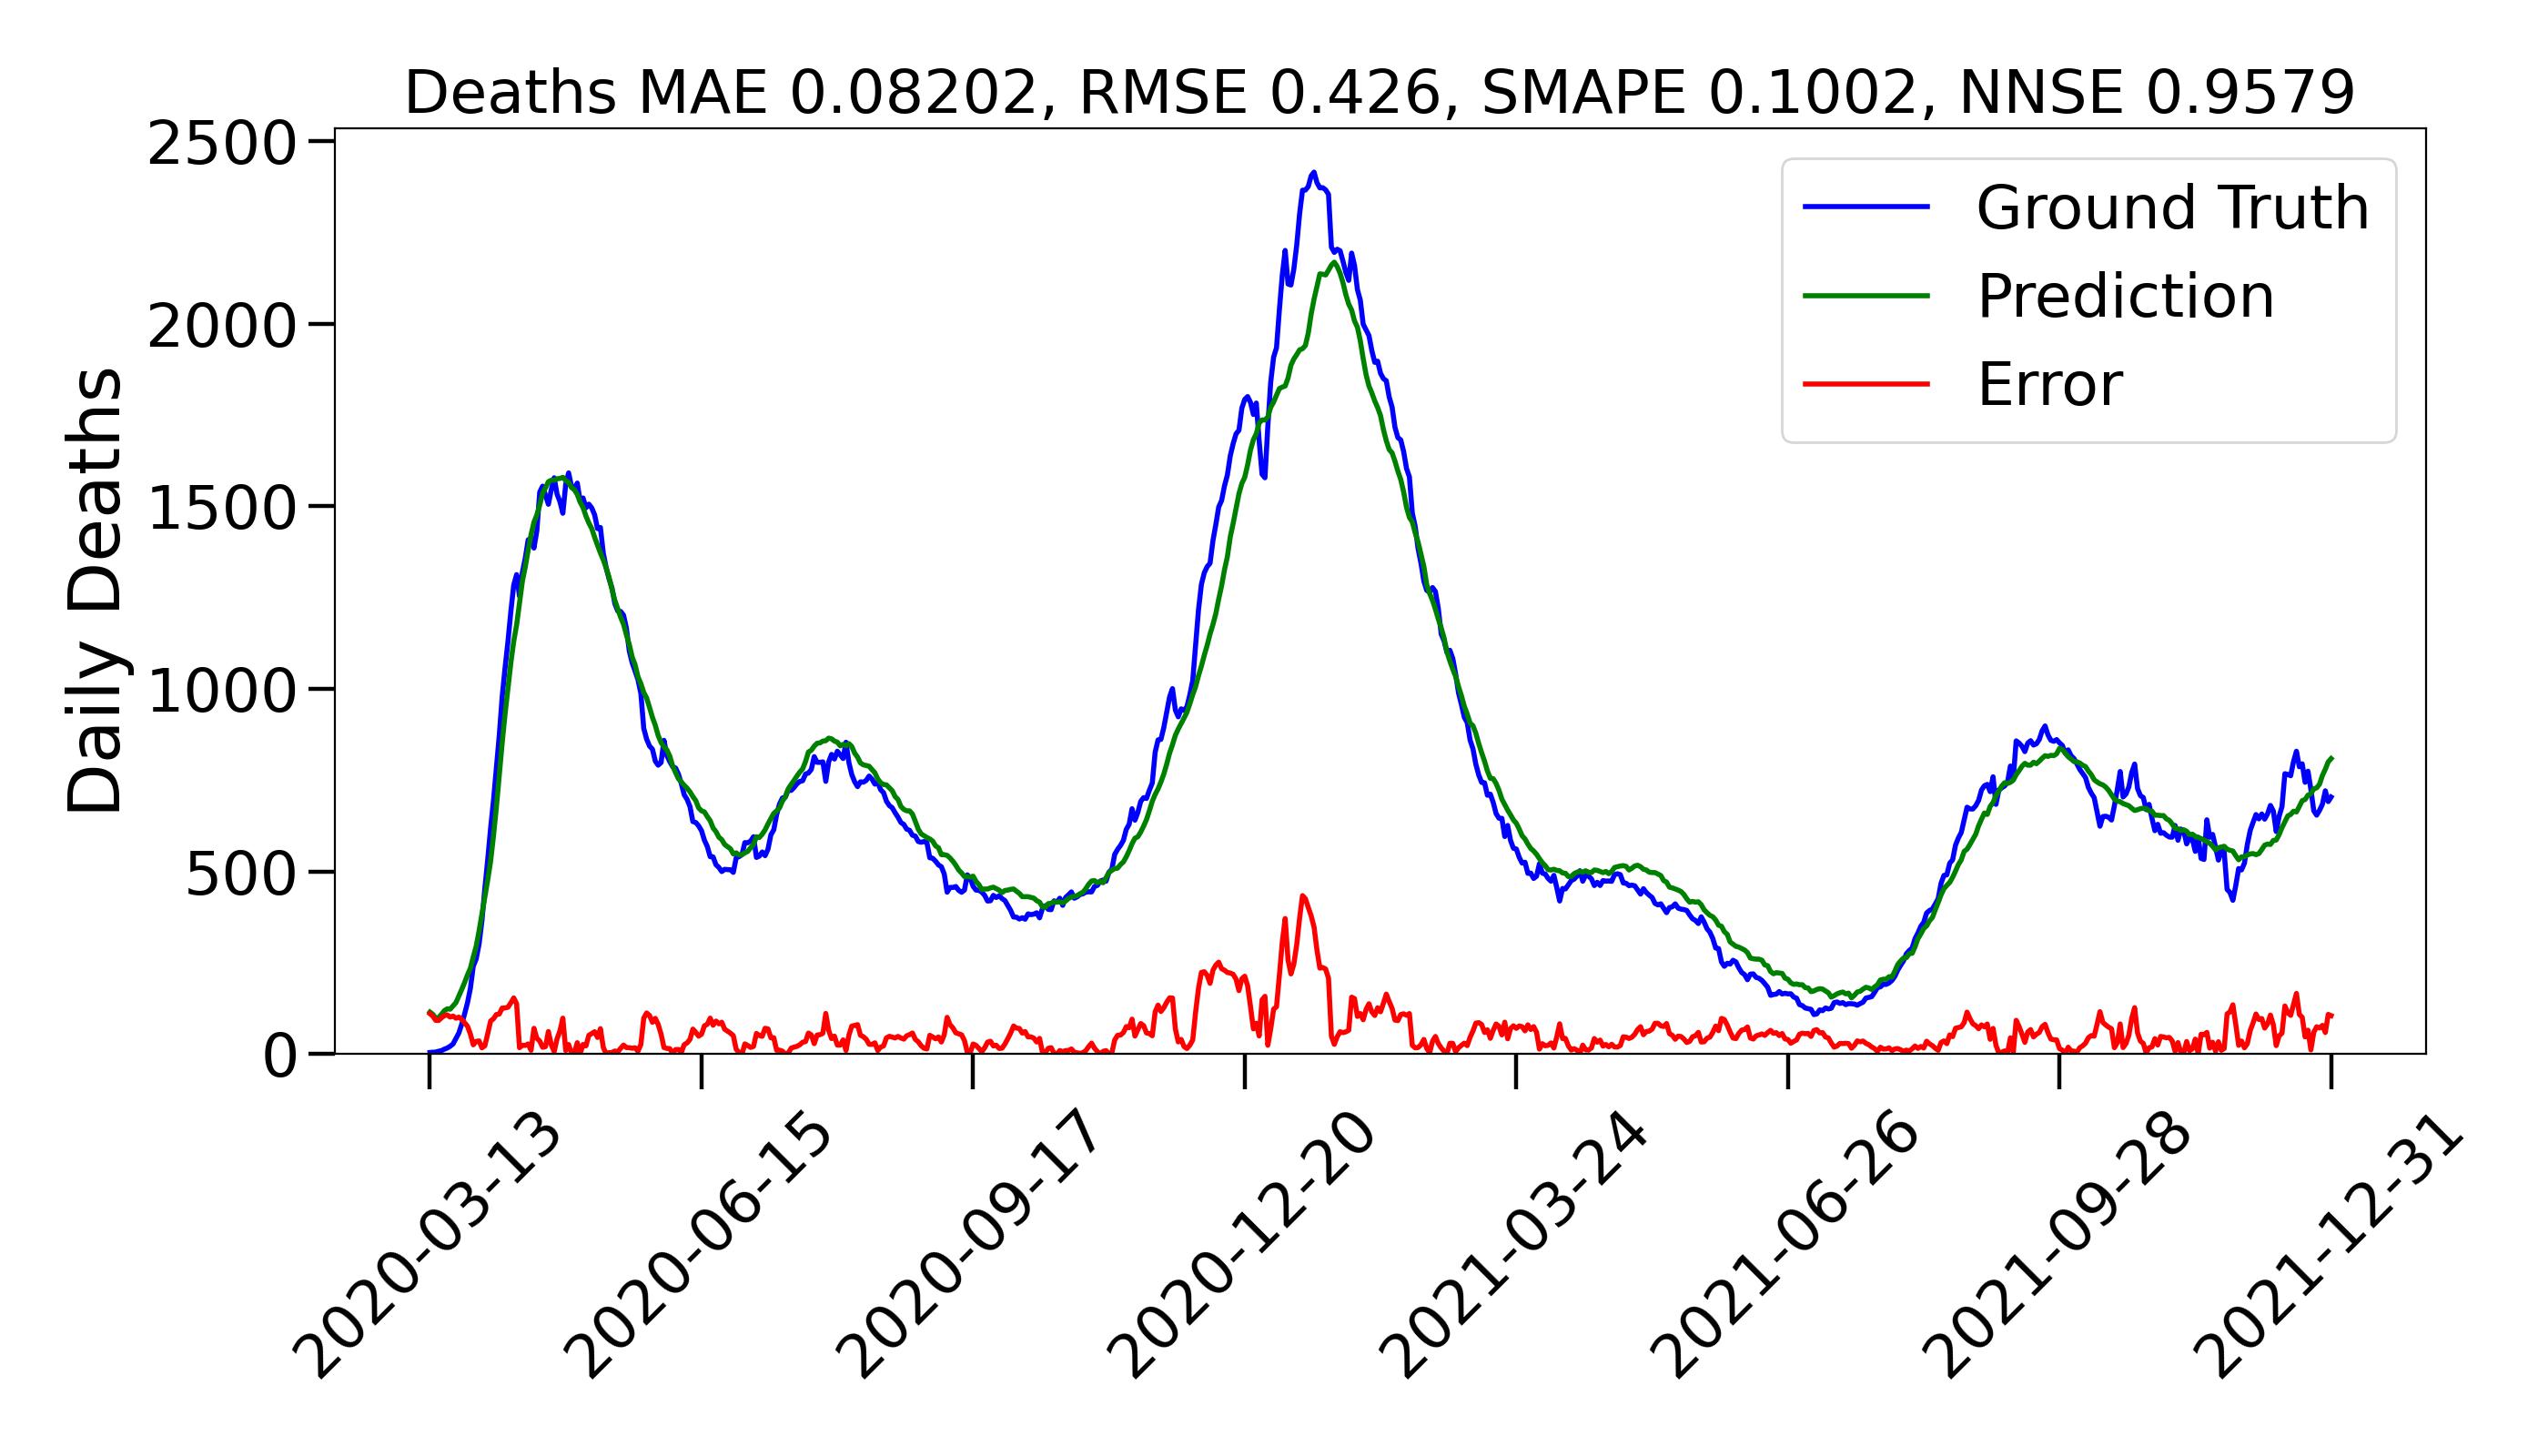 Deaths MAE 0.08202, RMSE 0.426, SMAPE 0.1002, NNSE 0.9579
Daily Deaths
2500
2000
1500
1000
500
0
Ground Truth
Prediction
Error
2020-03-13
2020-06-15
2020-09-17
2020-12-20
2021-03-24
2021-06-26
2021-09-28
2021-12-31